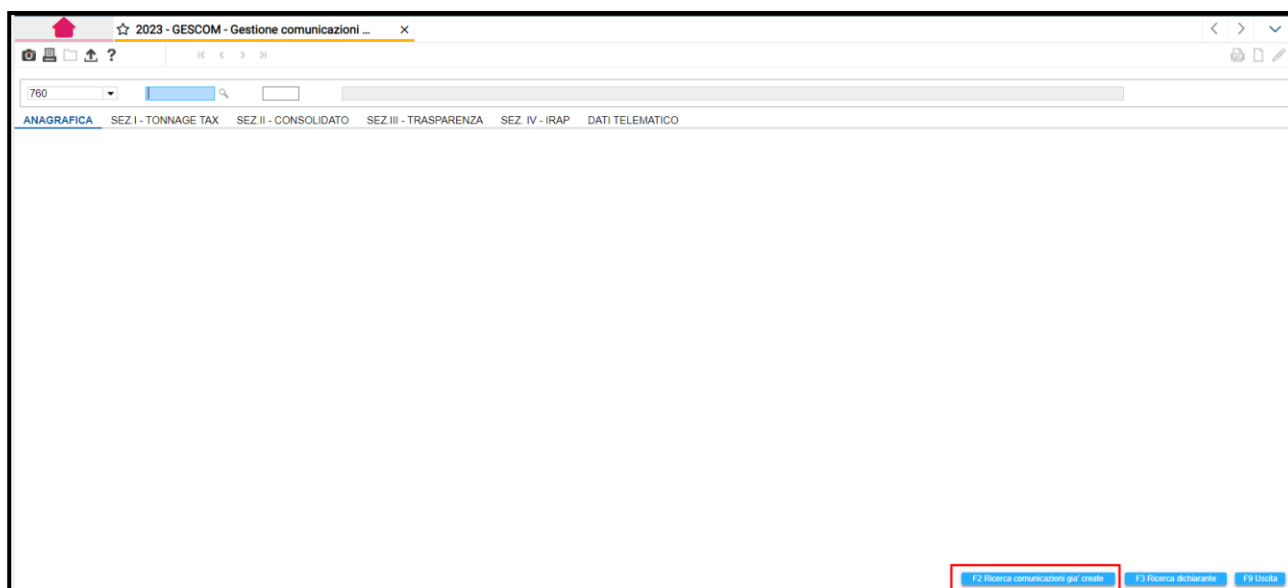 2023 - GESCOM - Gestione comunicazioni ...
?
760
ANAGRAFICA SEZ.I - TONNAGE TAX SEZ.II - CONSOLIDATO SEZ.III - TRASPARENZA SEZ. IV - IRAP DATI TELEMATICO
F2 Ricerca comunicazioni gia' create F3 Ricerca dichiarante F9 Uscita